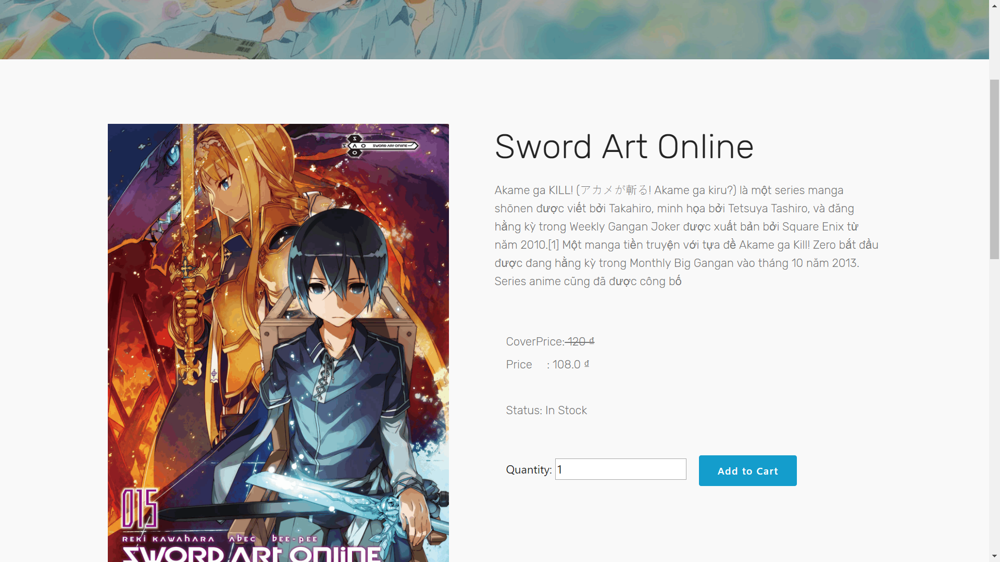 SAO SWORD ART ONLINE
015
REKI KAWAHARA abec bee-pee
SWORD ART ONLINE
Sword Art Online
Akame ga KILL! (アカメが斬る! Akame ga kiru?) là một series manga
shōnen được viết bởi Takahiro, minh họa bởi Tetsuya Tashiro, và đăng
hằng kỳ trong Weekly Gangan Joker được xuất bản bởi Square Enix từ
năm 2010.[1] Một manga tiền truyện với tựa đề Akame ga Kill! Zero bắt đầu
được đang hằng kỳ trong Monthly Big Gangan vào tháng 10 năm 2013.
Series anime cũng đã được công bố
CoverPrice: 120 ₫
Price : 108.0 ₫
Status: In Stock
Quantity: 1
Add to Cart